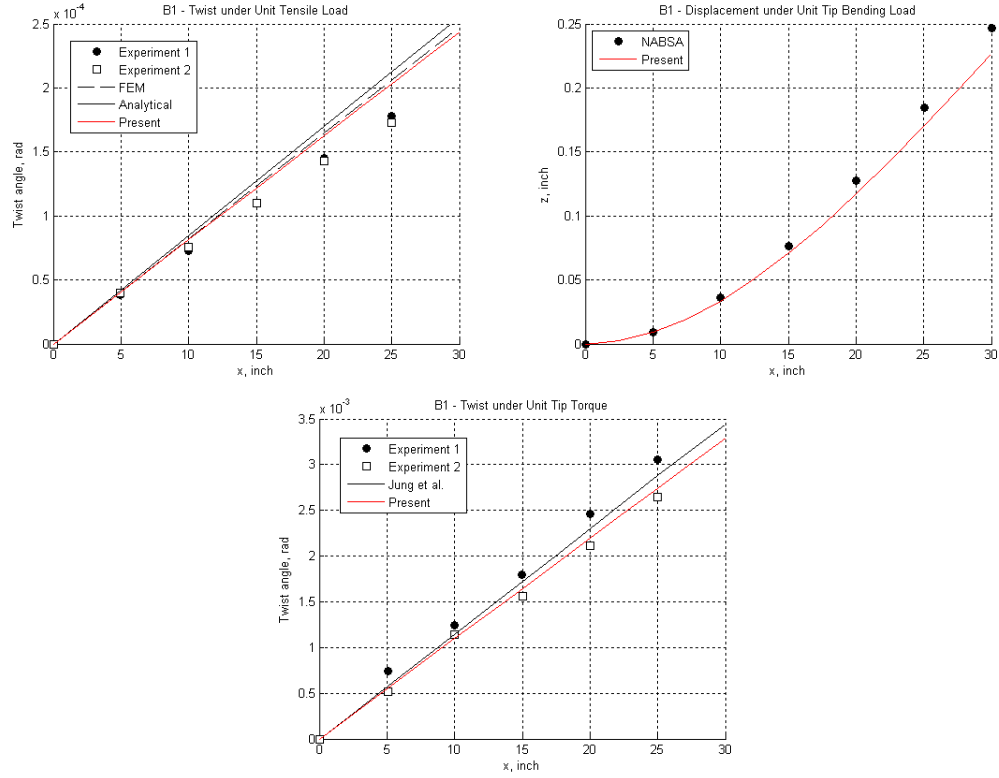 B1 - Twist under Unit Tensile Load
x 10⁻⁴
2.5
2
1.5
1
0.5
0
Twist angle, rad
Experiment 1
Experiment 2
FEM
Analytical
Present
0 5 10 15 20 25 30
x, inch
B1 - Displacement under Unit Tip Bending Load
0.25
0.2
0.15
0.1
0.05
0
z, inch
NABSA
Present
0 5 10 15 20 25 30
x, inch
B1 - Twist under Unit Tip Torque
x 10⁻³
3.5
3
2.5
2
1.5
1
0.5
0
Twist angle, rad
Experiment 1
Experiment 2
Jung et al.
Present
0 5 10 15 20 25 30
x, inch